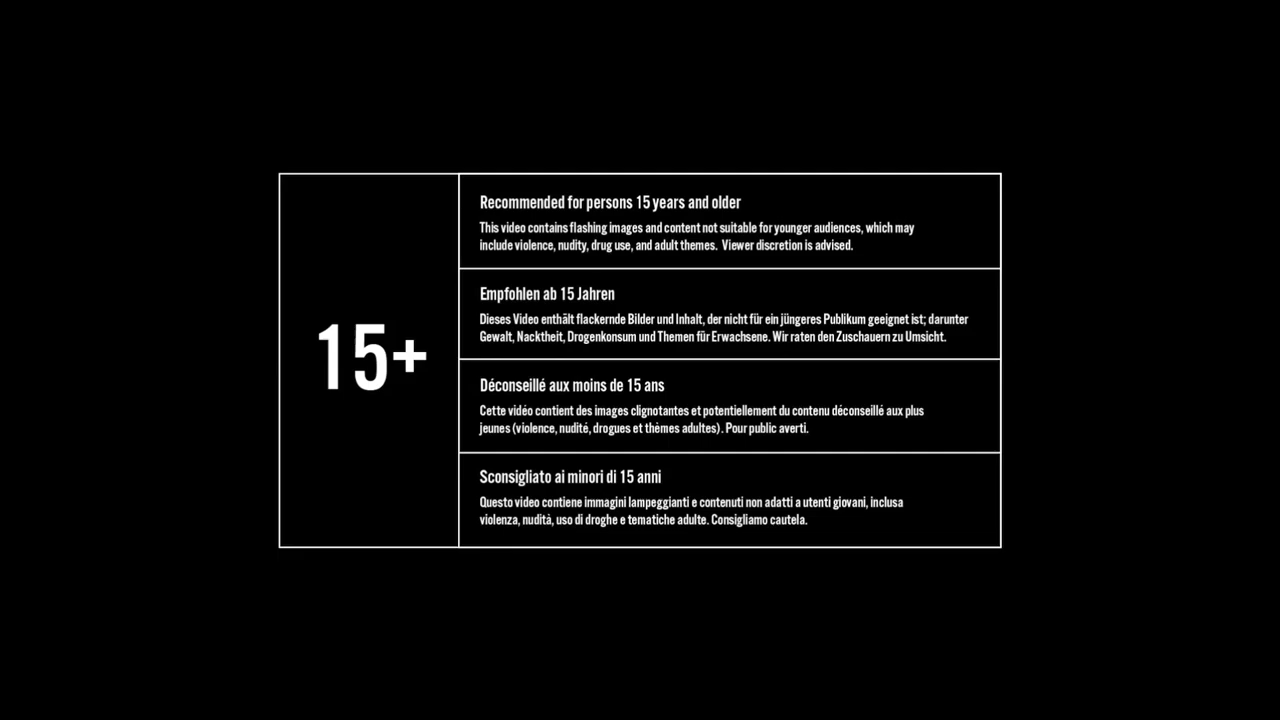 15+
Recommended for persons 15 years and older
This video contains flashing images and content not suitable for younger audiences, which may
include violence, nudity, drug use, and adult themes. Viewer discretion is advised.
Empfohlen ab 15 Jahren
Dieses Video enthält flackernde Bilder und Inhalt, der nicht für ein jüngeres Publikum geeignet ist; darunter
Gewalt, Nacktheit, Drogenkonsum und Themen für Erwachsene. Wir raten den Zuschauern zu Umsicht.
Déconseillé aux moins de 15 ans
Cette vidéo contient des images clignotantes et potentiellement du contenu déconseillé aux plus
jeunes (violence, nudité, drogues et thèmes adultes). Pour public averti.
Sconsigliato ai minori di 15 anni
Questo video contiene immagini lampeggianti e contenuti non adatti a utenti giovani, inclusa
violenza, nudità, uso di droghe e tematiche adulte. Consigliamo cautela.